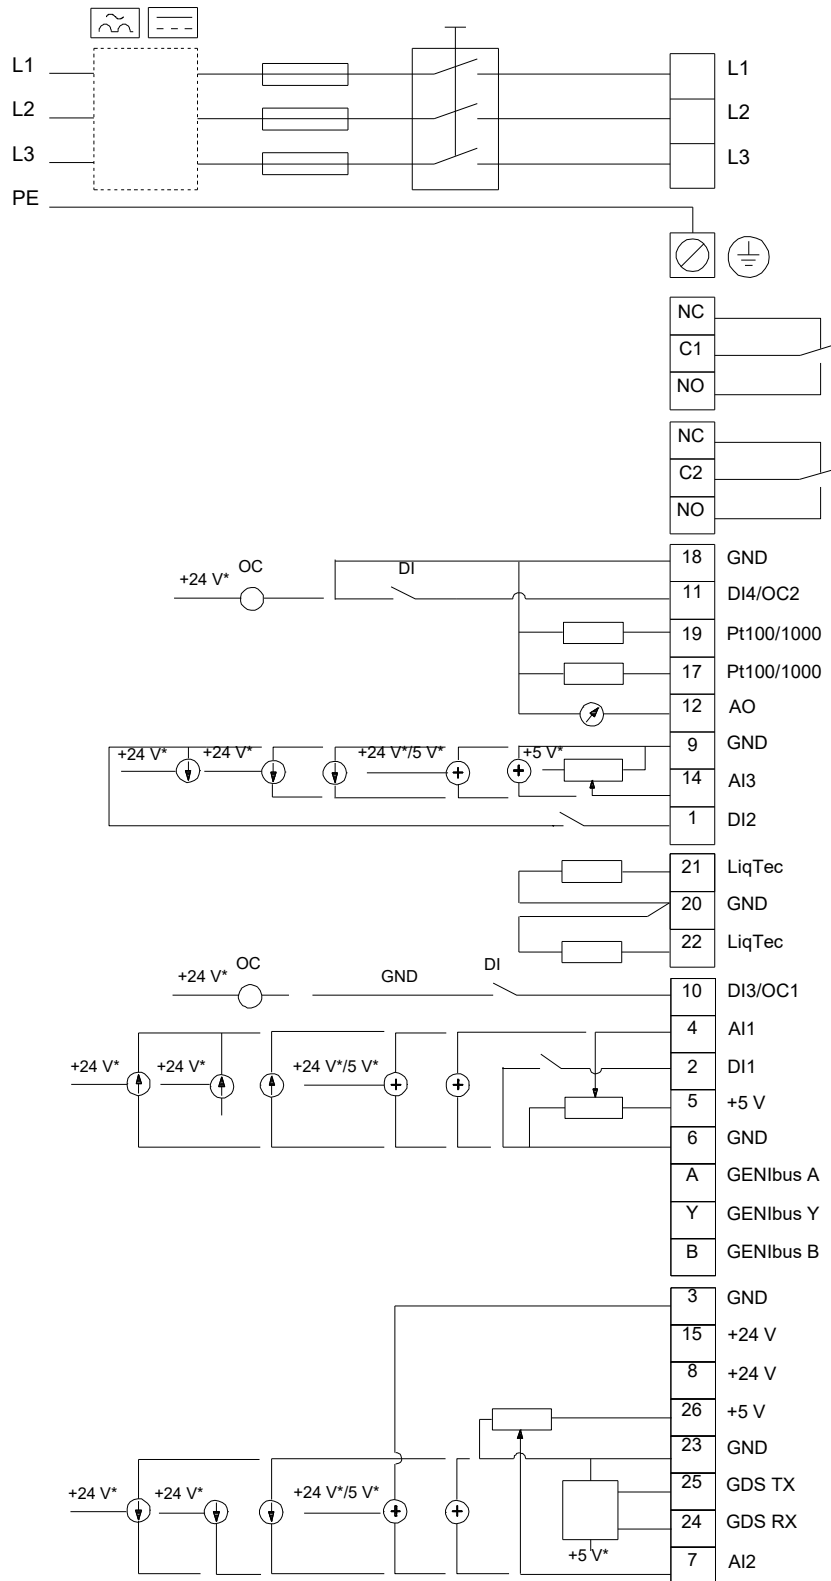 L1 L1
L2 L2
L3 L3
PE
NC
C1
NO
NC
C2
NO
18 GND
+24 V* OC DI
11 DI4/OC2
19 Pt100/1000
17 Pt100/1000
12 AO
9 GND
+24 V* +24 V* +24 V*/5 V* +5 V*
14 AI3
1 DI2
21 LiqTec
20 GND
22 LiqTec
+24 V* OC GND DI
10 DI3/OC1
4 AI1
+24 V* +24 V* +24 V*/5 V*
2 DI1
5 +5 V
6 GND
A GENIbus A
Y GENIbus Y
B GENIbus B
3 GND
15 +24 V
8 +24 V
26 +5 V
23 GND
25 GDS TX
+24 V* +24 V* +24 V*/5 V*
24 GDS RX
+5 V*
7 AI2